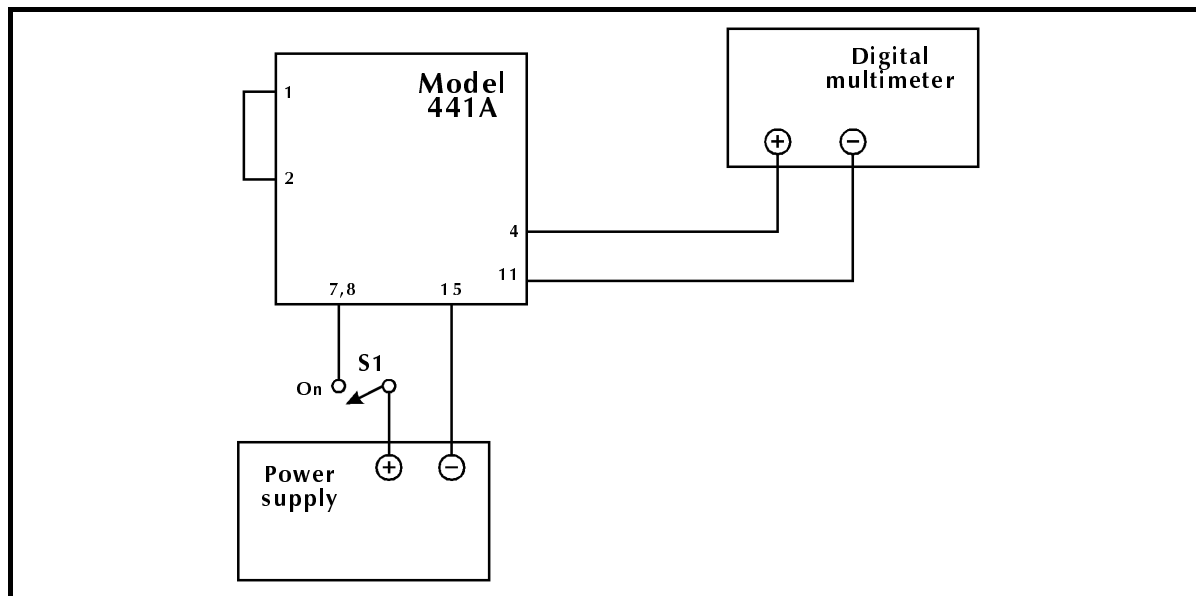 Model
441A
1
2
4
11
7,8
15
Digital
multimeter
+
−
On
S1
Power
supply
+
−